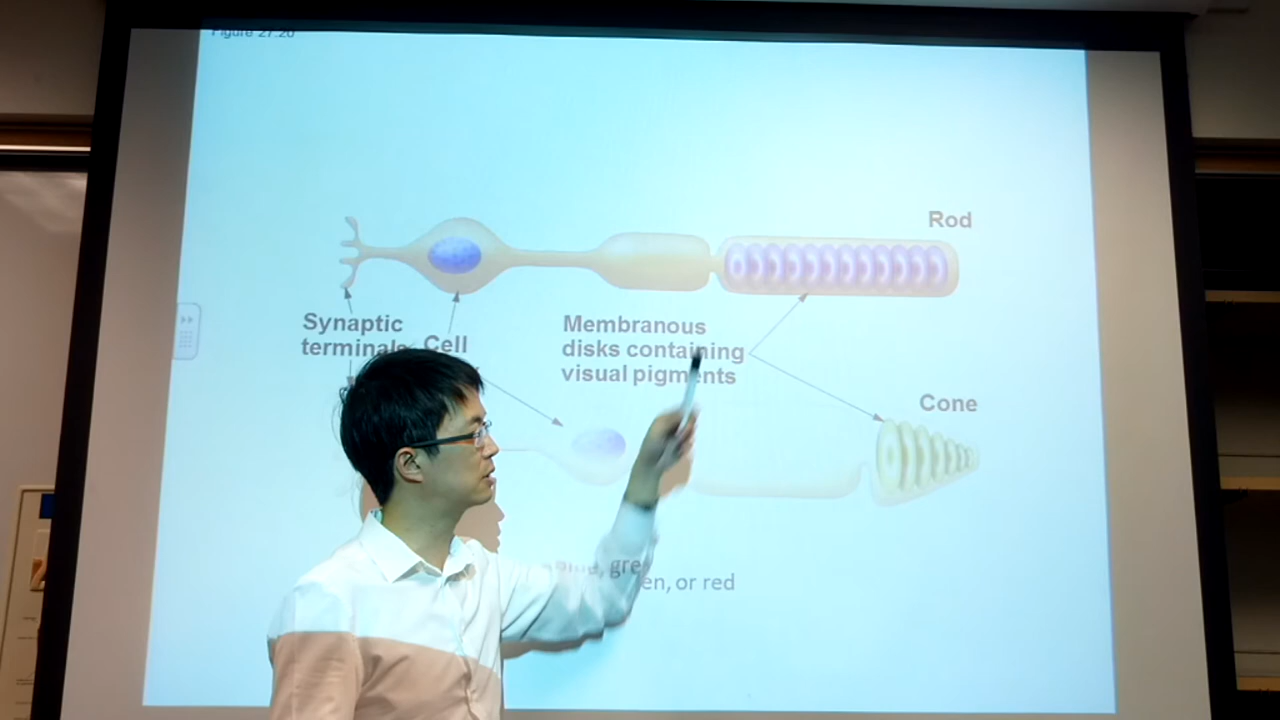 Figure 27.20
Rod
Synaptic
terminals
Cell
Membranous
disks containing
visual pigments
Cone
en, or red